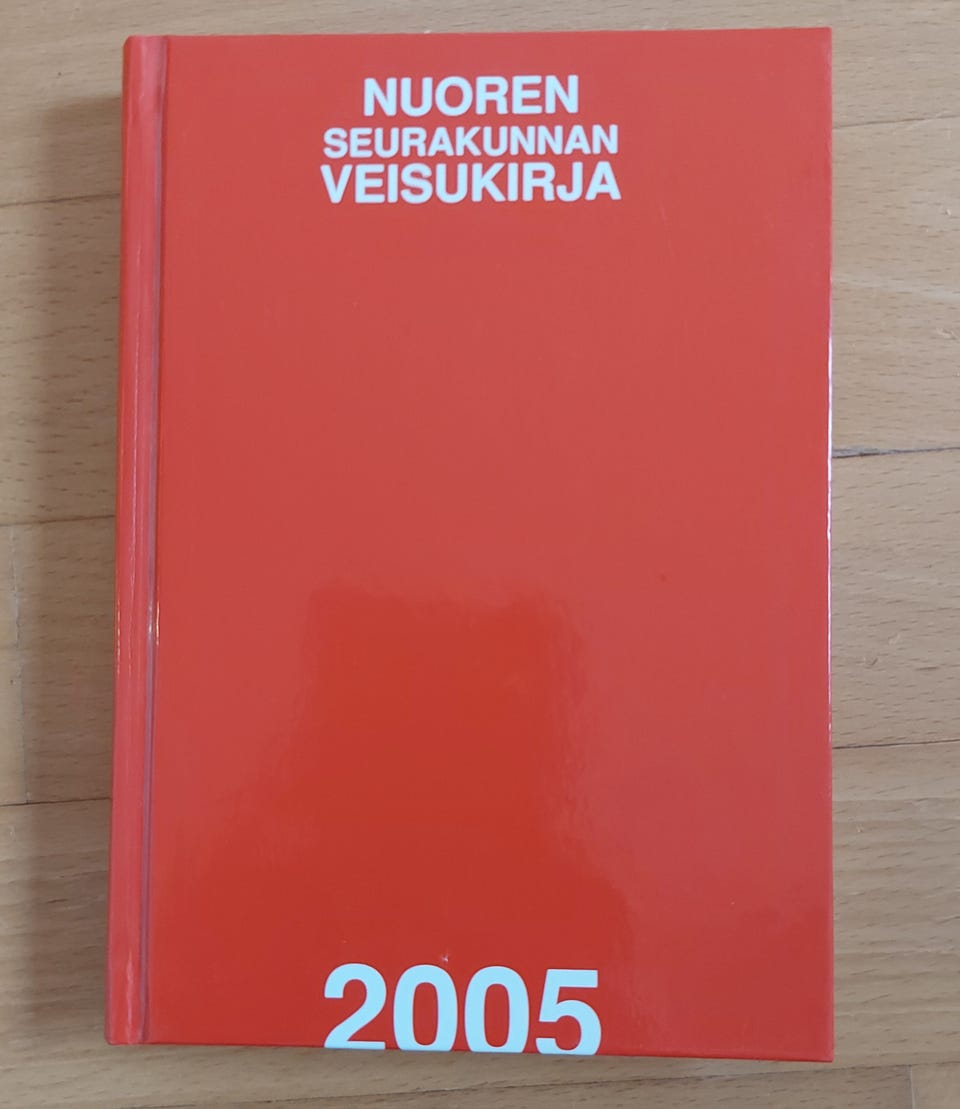 NUOREN
SEURAKUNNAN
VEISUKIRJA
2005